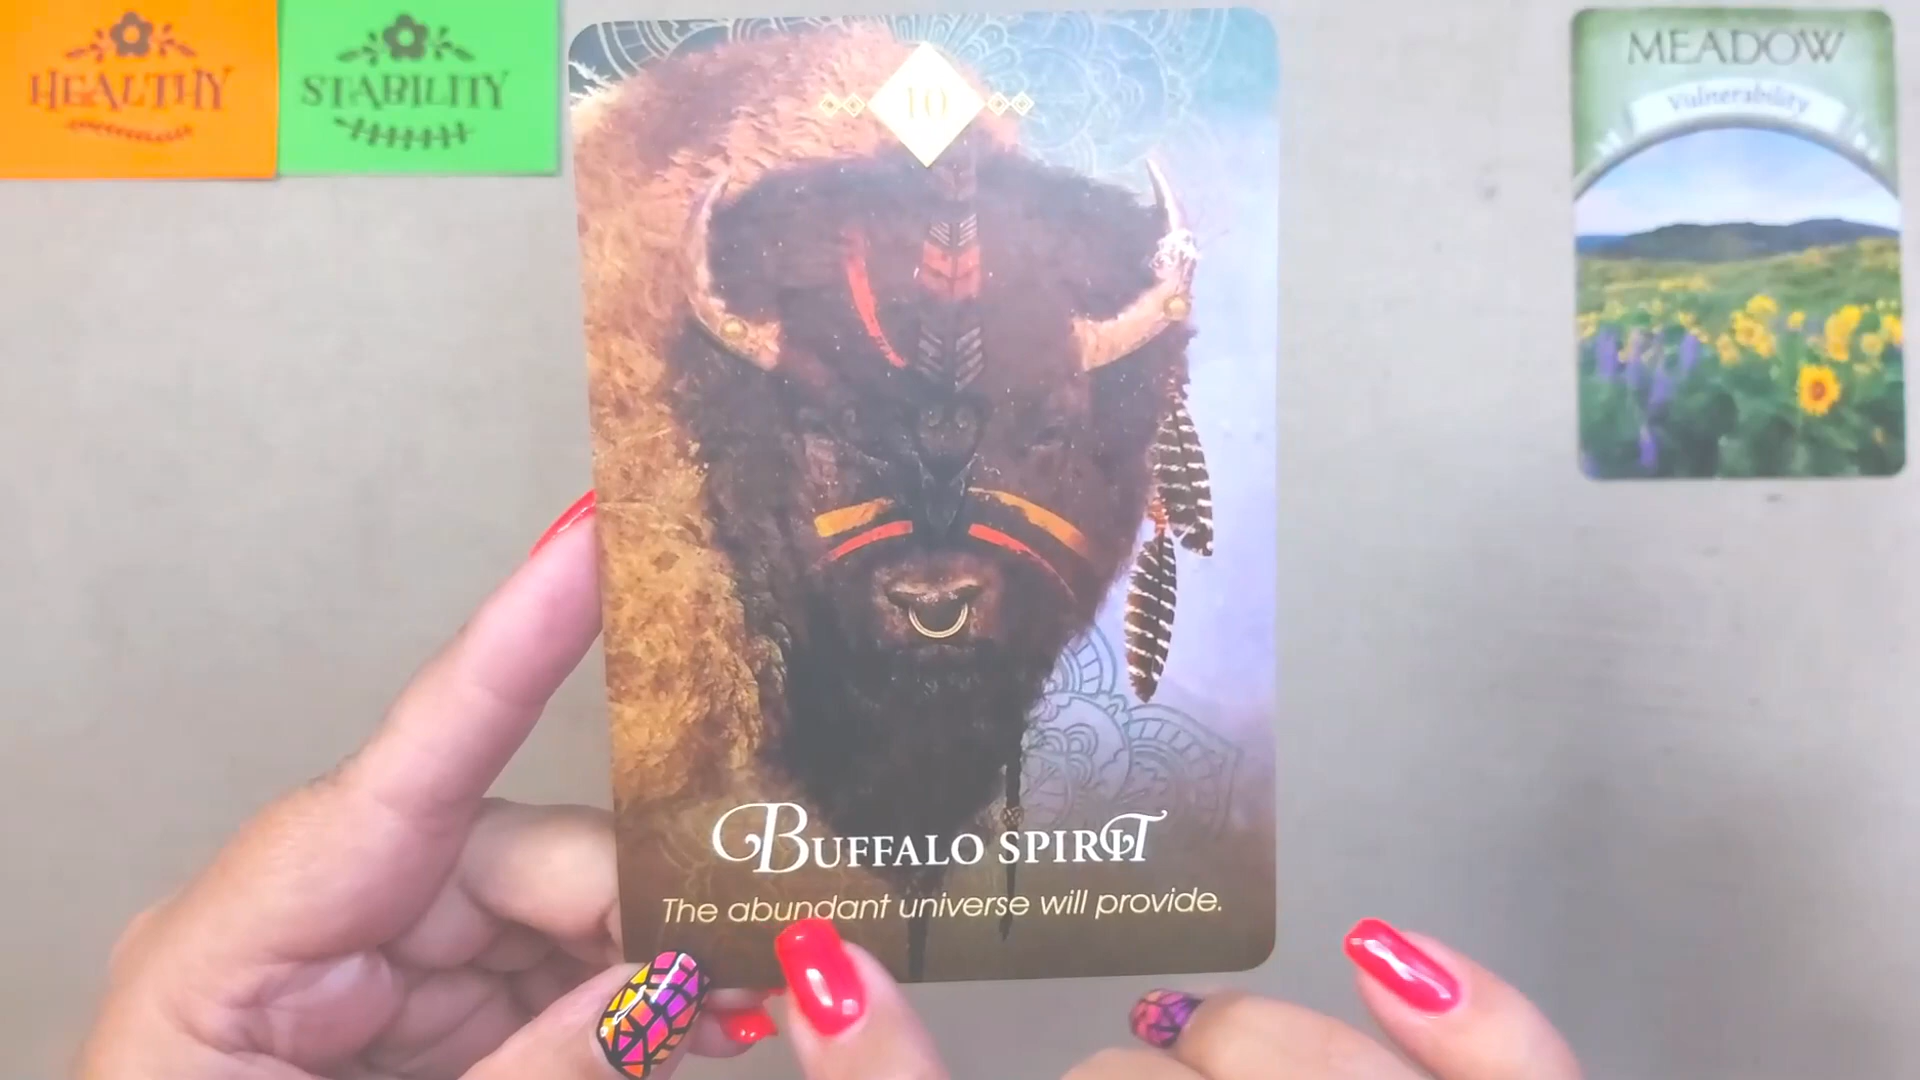 HEALTHY
STABILITY
10
MEADOW
Vulnerability
BUFFALO SPIRIT
The abundant universe will provide.